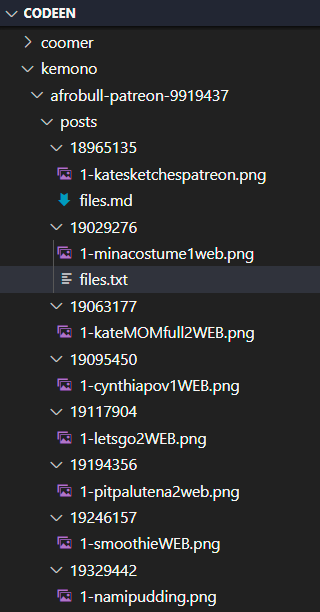 CODEEN
coomer
kemono
afrobull-patreon-9919437
posts
18965135
1-katesketchespatreon.png
files.md
19029276
1-minacostume1web.png
files.txt
19063177
1-kateMOMfull2WEB.png
19095450
1-cynthiapov1WEB.png
19117904
1-letsgo2WEB.png
19194356
1-pitpalutena2web.png
19246157
1-smoothieWEB.png
19329442
1-namipudding.png